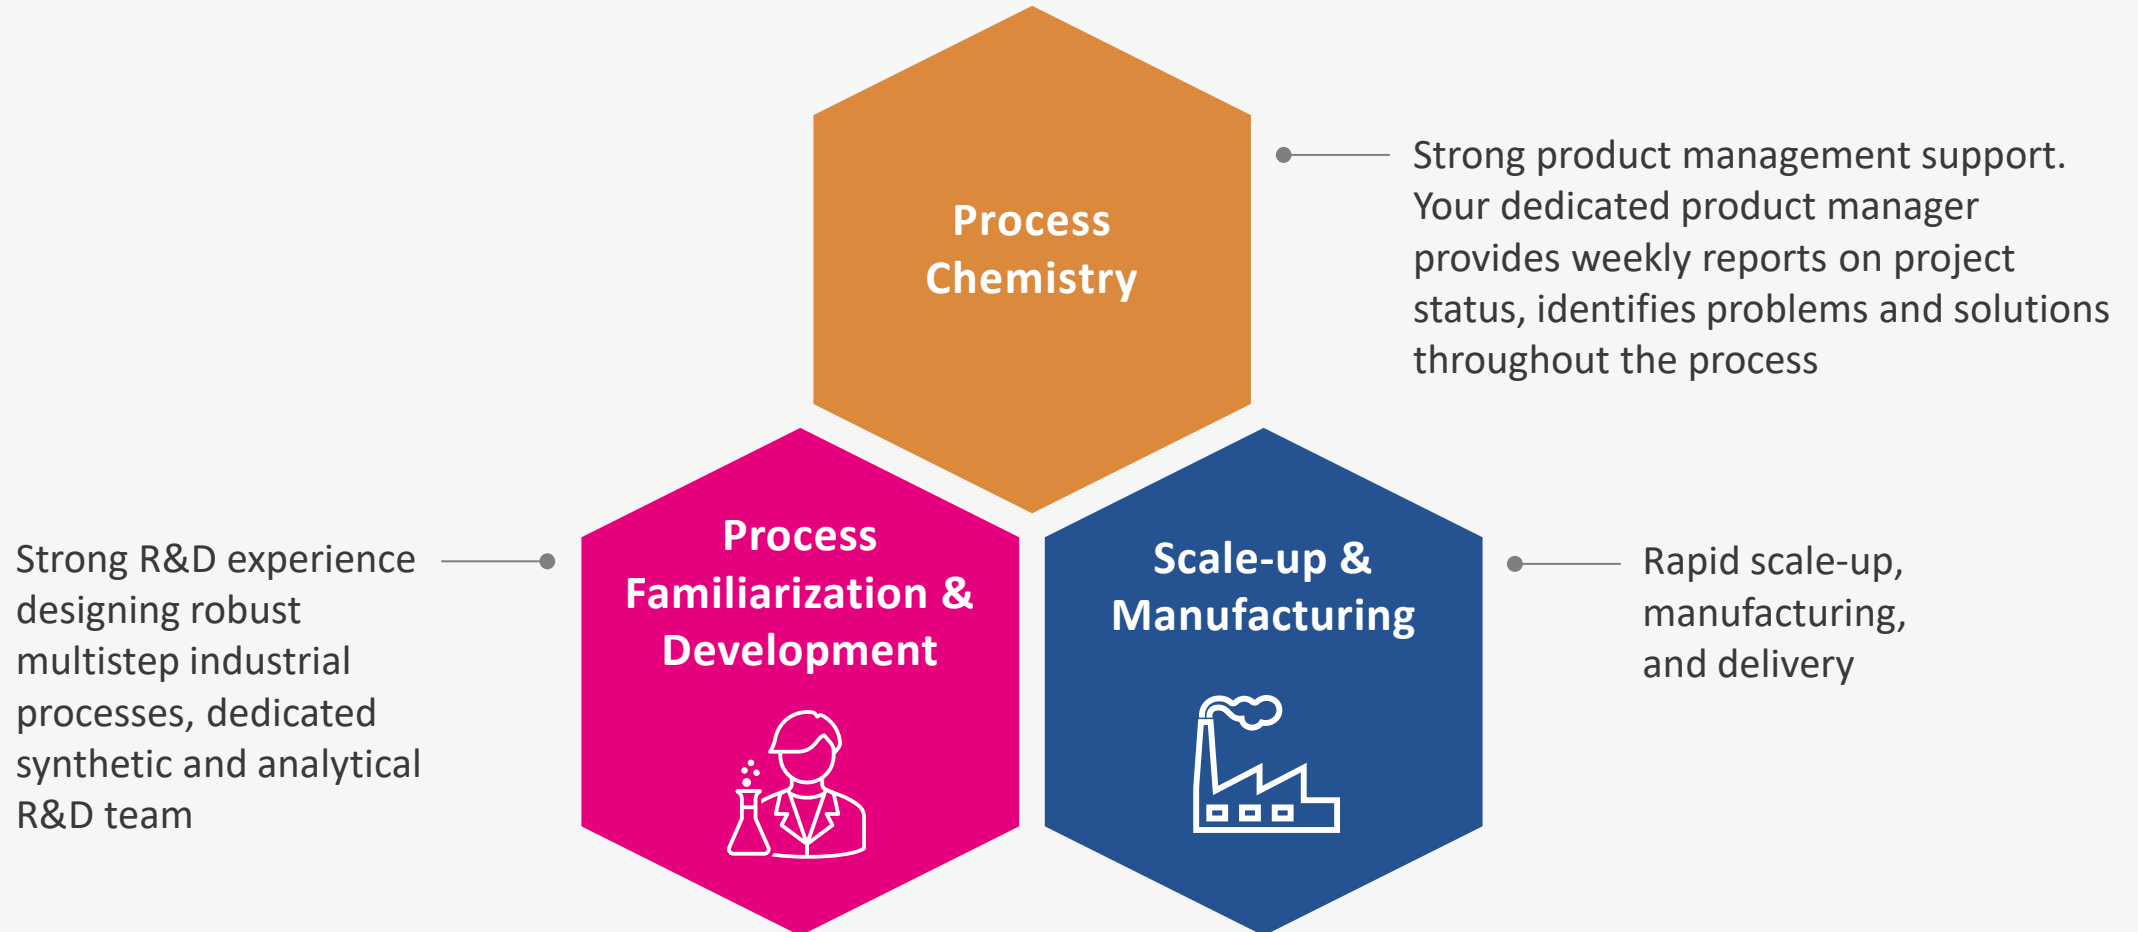 Process
Chemistry
Strong product management support.
Your dedicated product manager
provides weekly reports on project
status, identifies problems and solutions
throughout the process
Strong R&D experience
designing robust
multistep industrial
processes, dedicated
synthetic and analytical
R&D team
Process
Familiarization &
Development
Scale-up &
Manufacturing
Rapid scale-up,
manufacturing,
and delivery